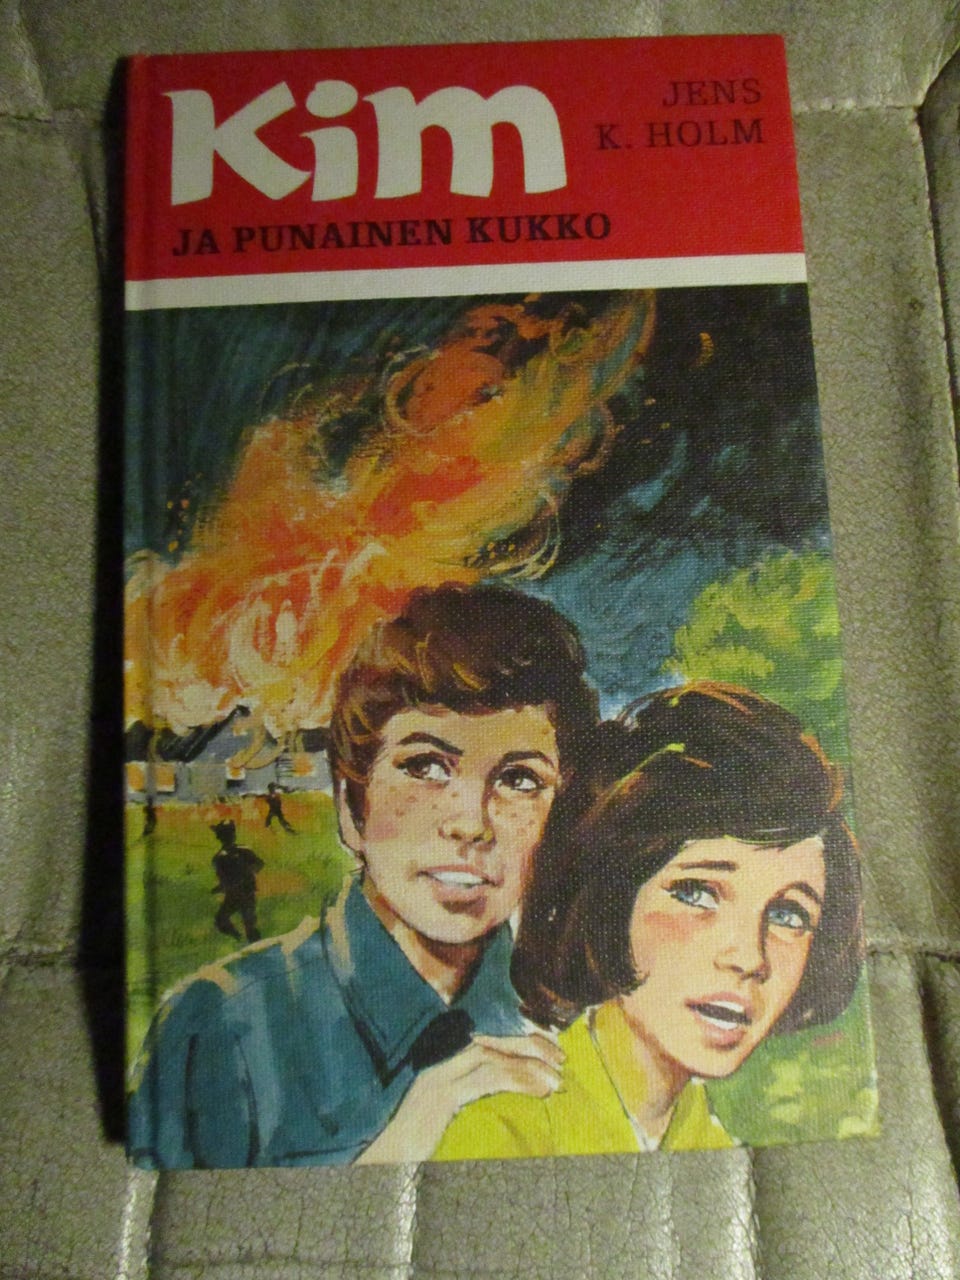 Kim
JENS
K. HOLM
JA PUNAINEN KUKKO